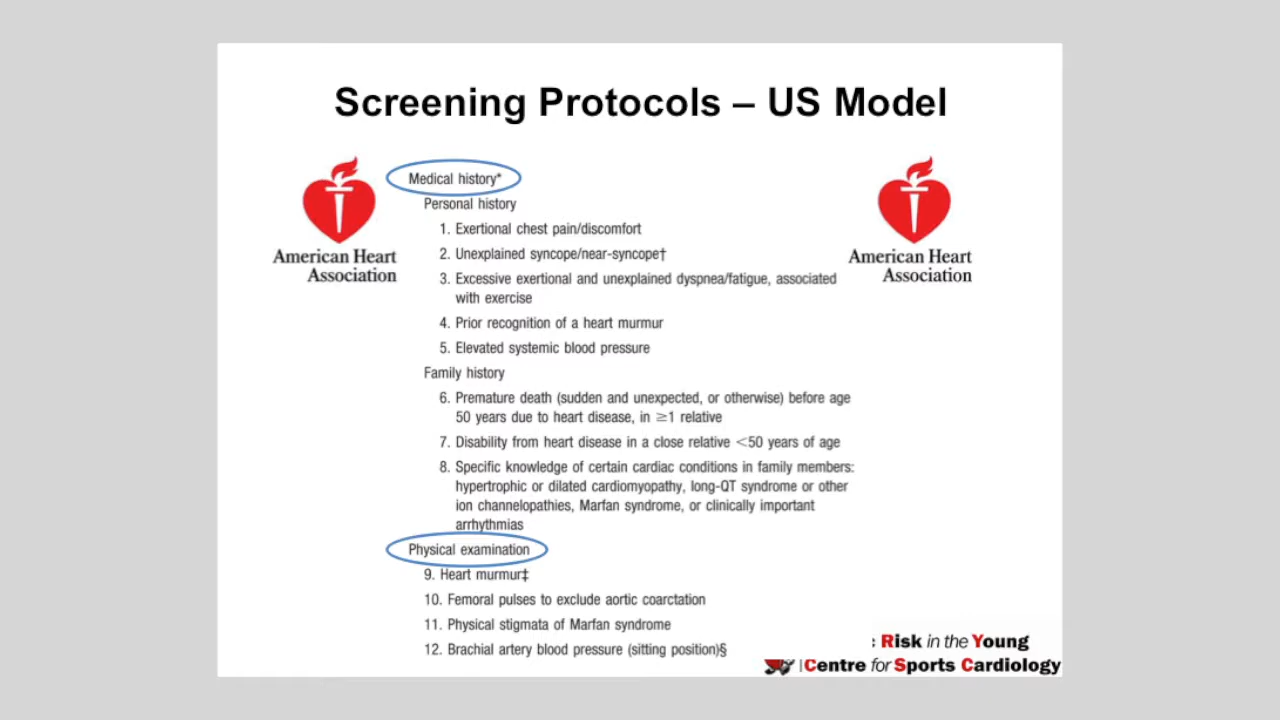 Screening Protocols – US Model
American Heart
Association
American Heart
Association
Medical history*
Personal history
1. Exertional chest pain/discomfort
2. Unexplained syncope/near-syncope†
3. Excessive exertional and unexplained dyspnea/fatigue, associated
with exercise
4. Prior recognition of a heart murmur
5. Elevated systemic blood pressure
Family history
6. Premature death (sudden and unexpected, or otherwise) before age
50 years due to heart disease, in ≥1 relative
7. Disability from heart disease in a close relative <50 years of age
8. Specific knowledge of certain cardiac conditions in family members:
hypertrophic or dilated cardiomyopathy, long-QT syndrome or other
ion channelopathies, Marfan syndrome, or clinically important
arrhythmias
Physical examination
9. Heart murmur‡
10. Femoral pulses to exclude aortic coarctation
11. Physical stigmata of Marfan syndrome
12. Brachial artery blood pressure (sitting position)§
: Risk in the Young
Centre for Sports Cardiology